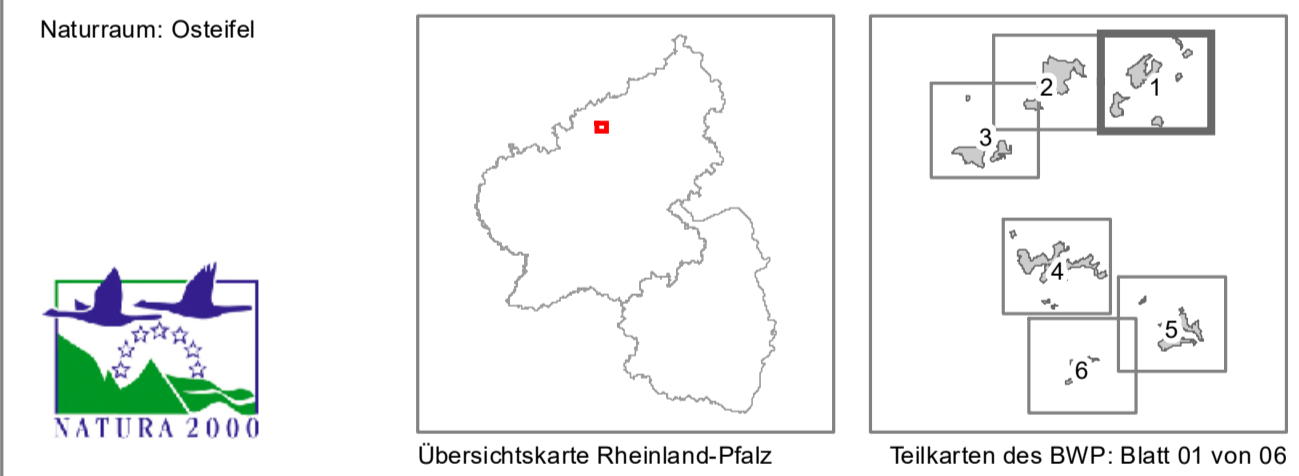 Naturraum: Osteifel
NATURA 2000
Übersichtskarte Rheinland-Pfalz
2
1
3
4
5
6
Teilkarten des BWP: Blatt 01 von 06